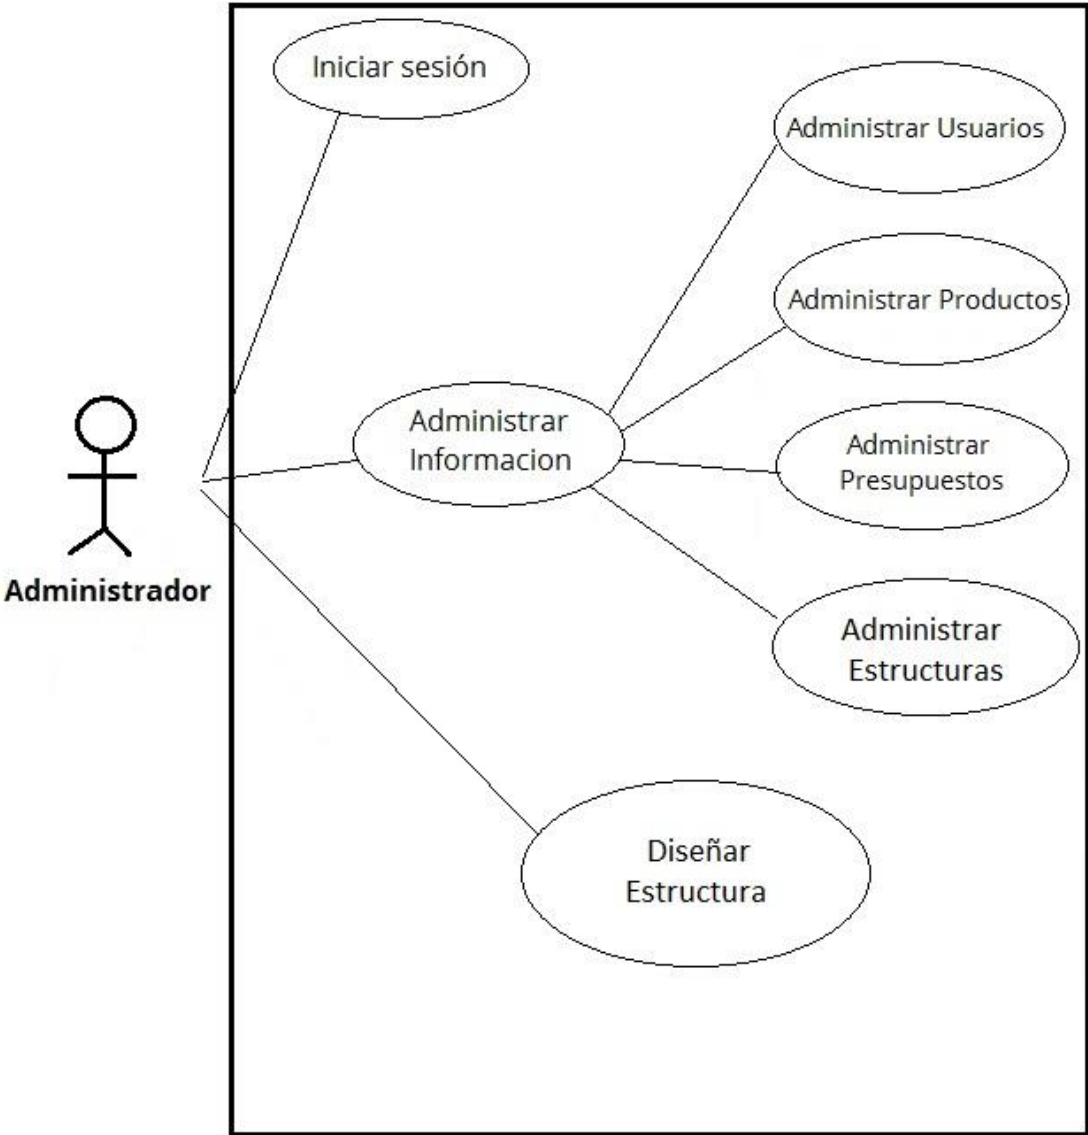 Iniciar sesión
Administrar Usuarios
Administrar Productos
Administrar
Informacion
Administrar
Presupuestos
Administrador
Administrar
Estructuras
Diseñar
Estructura